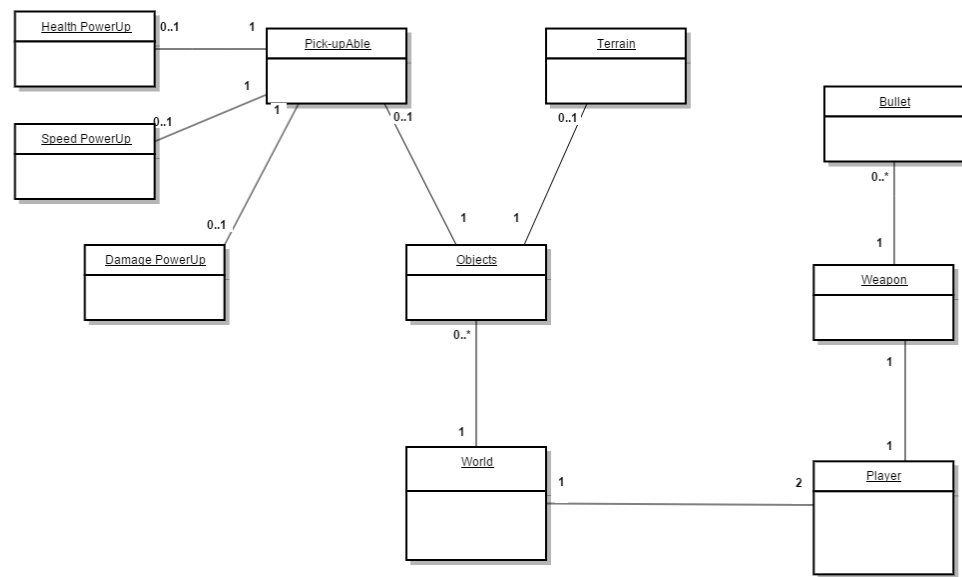 Health PowerUp
0..1
1
Pick-upAble
Terrain
1
1
0..1
Speed PowerUp
0..1
0..1
Bullet
0..*
0..1
1
1
1
Damage PowerUp
Objects
Weapon
0..*
1
1
1
World
Player
1
2